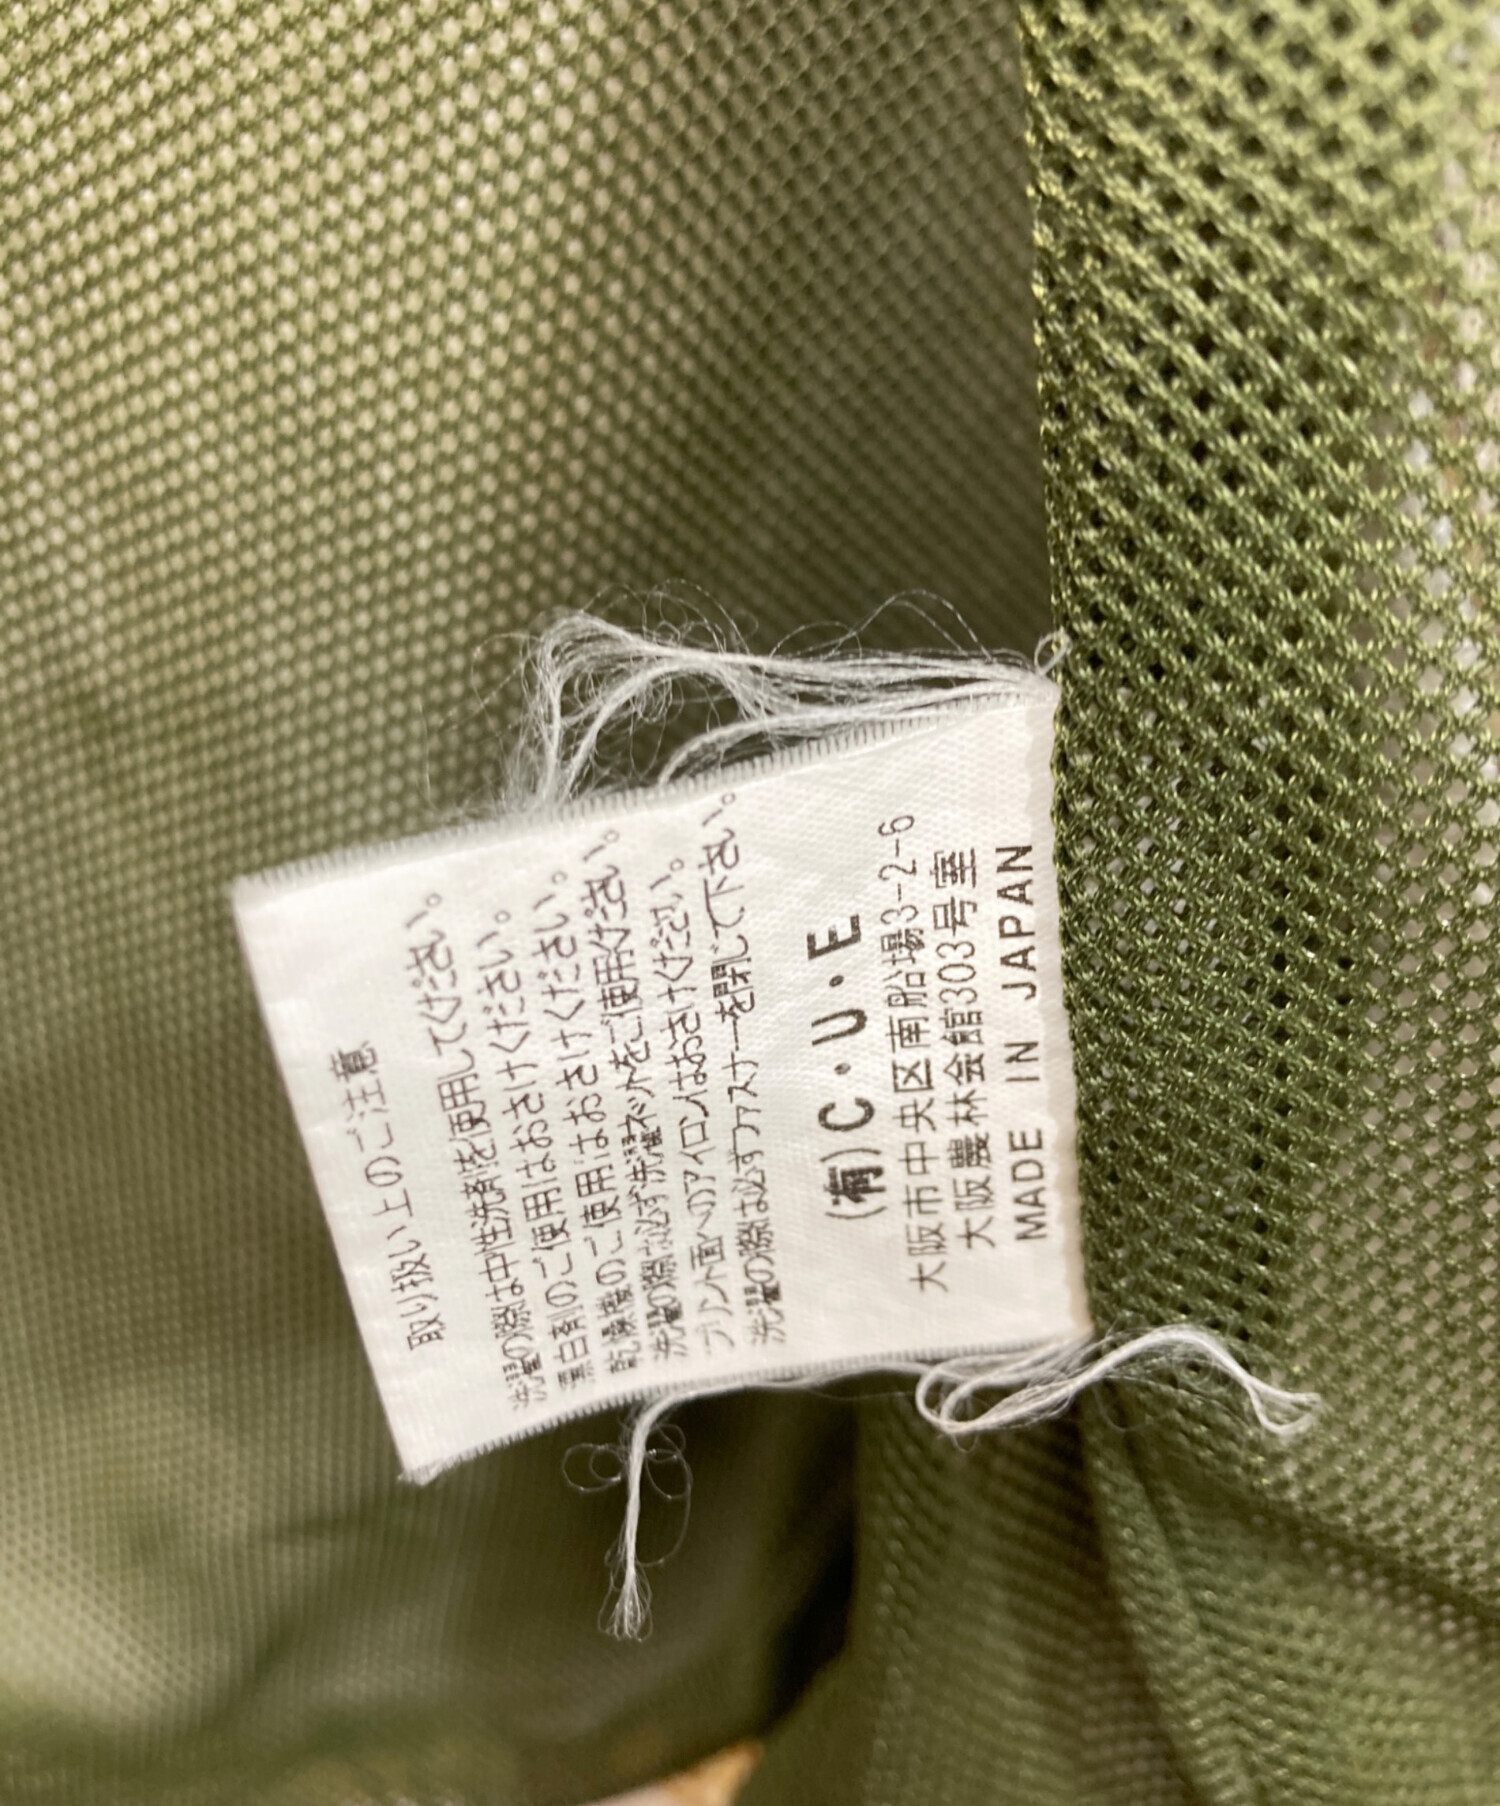 取り扱い上のご注意
洗濯の際は中性洗剤を使用してください。
漂白剤のご使用はおさけください。
乾燥機のご使用はおさけください。
洗濯の際は必ず洗濯ネットをご使用ください。
プリント面へのアイロンはおさけください。
洗濯の際は必ずファスナーを閉じて下さい。
(有)C・U・E
大阪市中央区南船場3-2-6
大阪農林会館303号室
MADE IN JAPAN